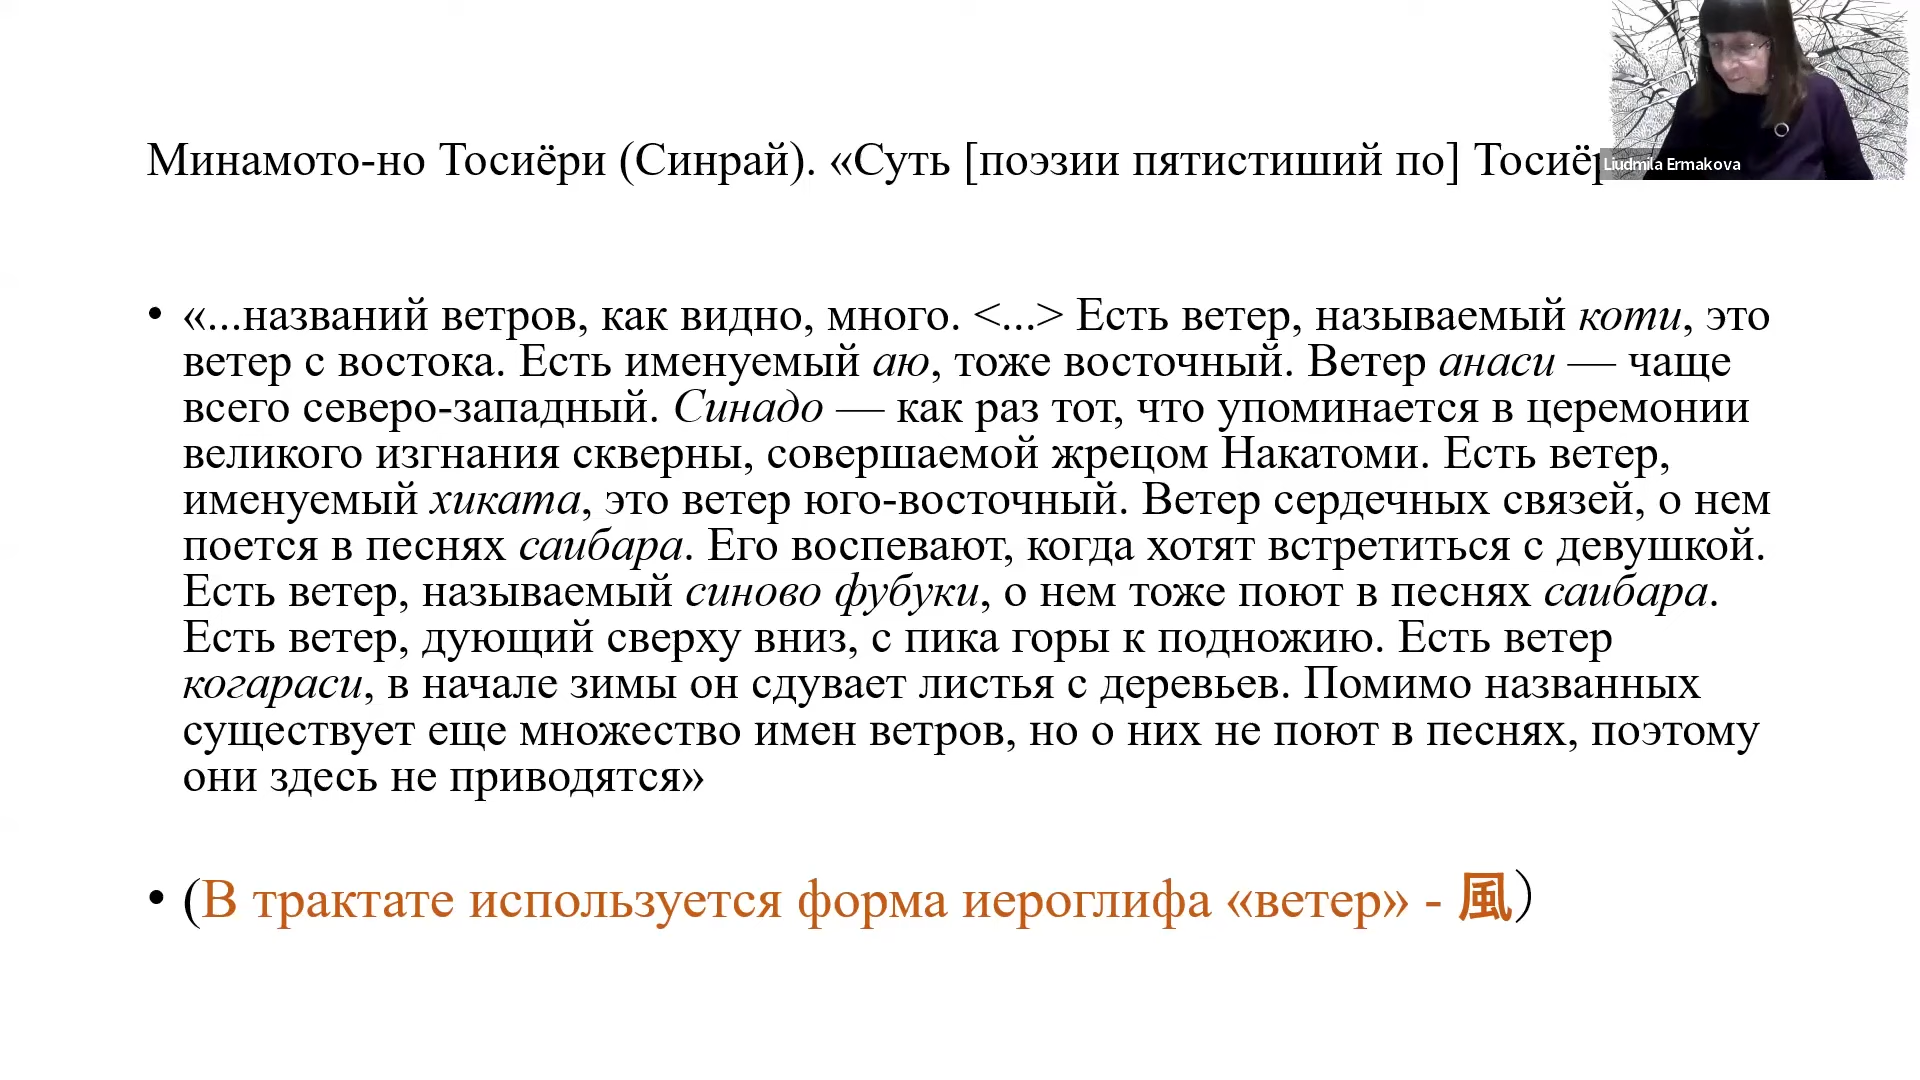 Liudmila Ermakova
Минамото-но Тосиёри (Синрай). «Суть [поэзии пятистиший по]
• «...названий ветров, как видно, много. <...> Есть ветер, называемый коти, это
ветер с востока. Есть именуемый аю, тоже восточный. Ветер анаси — чаще
всего северо-западный. Синадо — как раз тот, что упоминается в церемонии
великого изгнания скверны, совершаемой жрецом Накатоми. Есть ветер,
именуемый хиката, это ветер юго-восточный. Ветер сердечных связей, о нем
поется в песнях саибара. Его воспевают, когда хотят встретиться с девушкой.
Есть ветер, называемый синово фубуки, о нем тоже поют в песнях саибара.
Есть ветер, дующий сверху вниз, с пика горы к подножию. Есть ветер
когараси, в начале зимы он сдувает листья с деревьев. Помимо названных
существует еще множество имен ветров, но о них не поют в песнях, поэтому
они здесь не приводятся»
• (В трактате используется форма иероглифа «ветер» - 風）